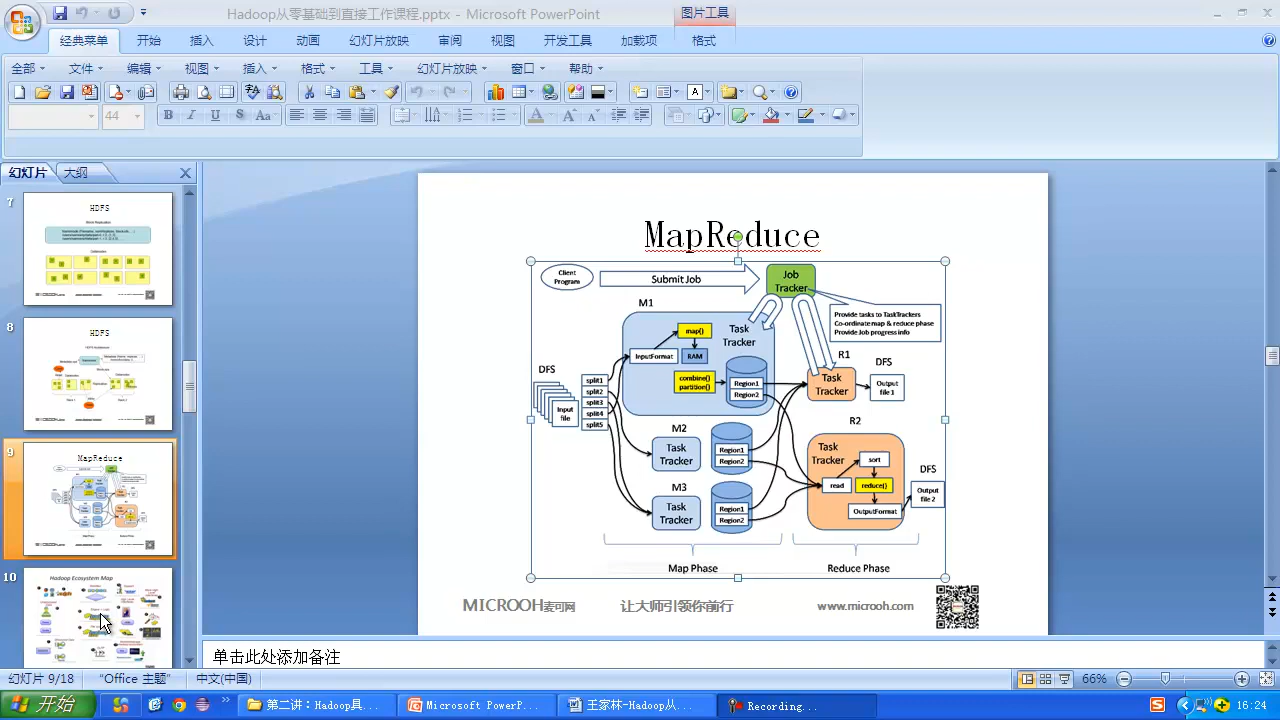 Hadoop从零基础到直接工作课程.pptx - Microsoft PowerPoint
图片工具
经典菜单 开始 插入 设计 动画 幻灯片放映 审阅 视图 开发工具 加载项 格式
全部 文件 编辑 视图 插入 格式 工具 幻灯片放映 窗口 帮助
44
幻灯片 大纲
7
HDFS
8
HDFS
9
MapReduce
10
Hadoop Ecosystem Map
MapReduce
Client
Program
Submit Job
Job
Tracker
Provide tasks to TaskTrackers
Co-ordinate map & reduce phase
Provide Job progress info
M1
Task
Tracker
map()
InputFormat
RAM
combine()
partition()
Region1
Region2
DFS
Input
file
split1
split2
split3
split4
split5
M2
Task
Tracker
Region1
Region2
M3
Task
Tracker
Region1
Region2
R1
Task
Tracker
DFS
Output
file 1
R2
Task
Tracker
sort
read
reduce()
OutputFormat
DFS
Output
file 2
Map Phase
Reduce Phase
MICROOH麦可网 让大师引领你前行 www.microoh.com
单击此处添加备注
幻灯片 9/18 "Office 主题" 中文(中国) 66%
开始 第二讲：Hadoop具... Microsoft PowerP... 王家林-Hadoop从... Recording... 16:24